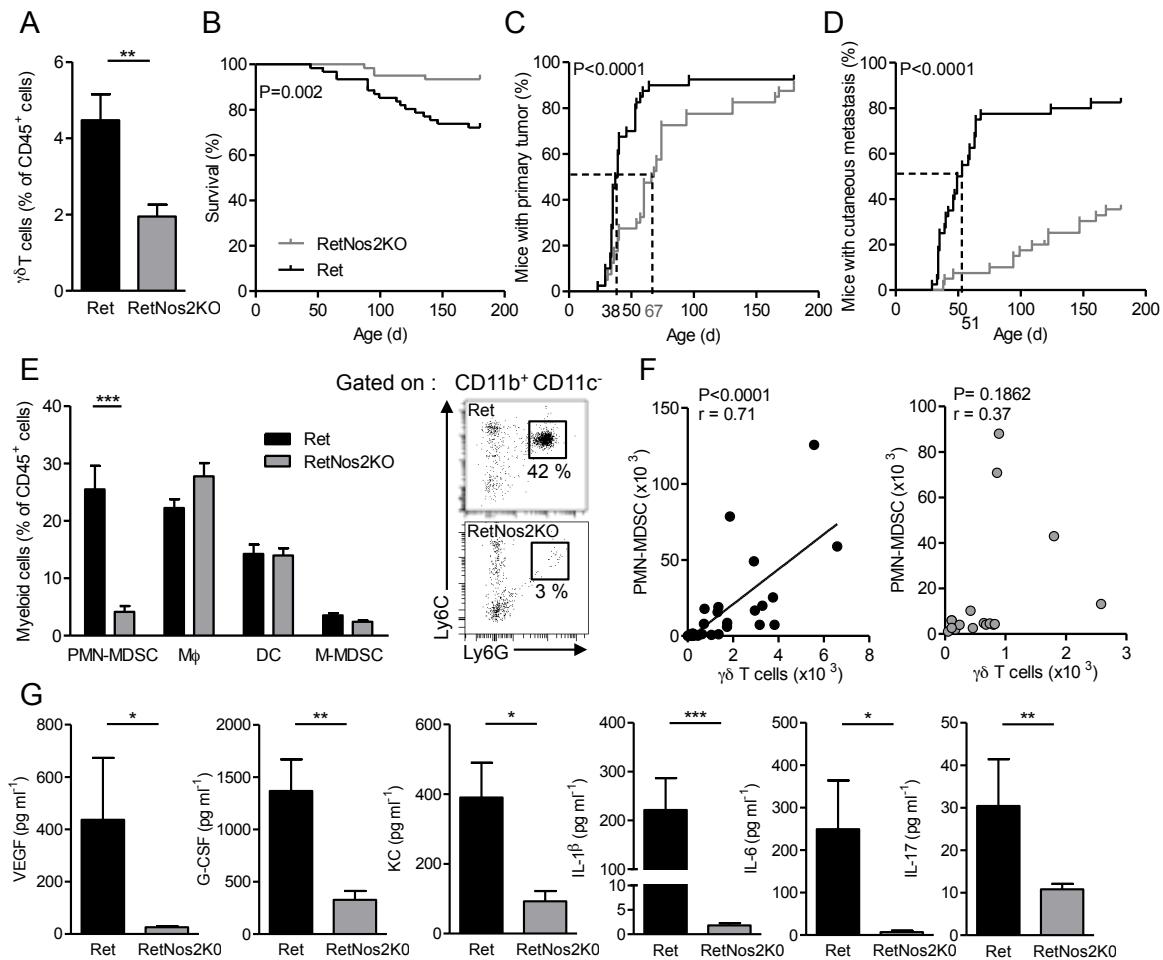 A
γδ T cells (% of CD45+ cells)
6
4
2
0
**
Ret RetNos2KO
B
Survival (%)
100
80
60
40
20
0
P=0.002
RetNos2KO
Ret
0 50 100 150 200
Age (d)
C
Mice with primary tumor (%)
100
80
60
40
20
0
P<0.0001
0 38 50 67 100 150 200
Age (d)
D
Mice with cutaneous metastasis (%)
100
80
60
40
20
0
P<0.0001
0 50 100 150 200
51
Age (d)
E
Myeloid cells (% of CD45+ cells)
40
30
20
10
0
***
Ret
RetNos2KO
PMN-MDSC Mϕ DC M-MDSC
Gated on : CD11b+ CD11c-
Ret
42 %
RetNos2KO
3 %
Ly6C
Ly6G
F
P<0.0001
r = 0.71
PMN-MDSC (x10 3)
150
100
50
0
0 2 4 6 8
γδ T cells (x10 3)
P= 0.1862
r = 0.37
PMN-MDSC (x10 3)
100
80
60
40
20
0
0 1 2 3
γδ T cells (x10 3)
G
VEGF (pg ml-1)
800
600
400
200
0
*
Ret RetNos2KO
G-CSF (pg ml-1)
2000
1500
1000
500
0
**
Ret RetNos2KO
KC (pg ml-1)
600
400
200
0
*
Ret RetNos2KO
IL-1β (pg ml-1)
400
300
200
100
10
5
0
***
Ret RetNos2KO
IL-6 (pg ml-1)
500
400
300
200
100
0
*
Ret RetNos2KO
IL-17 (pg ml-1)
50
40
30
20
10
0
**
Ret RetNos2KO